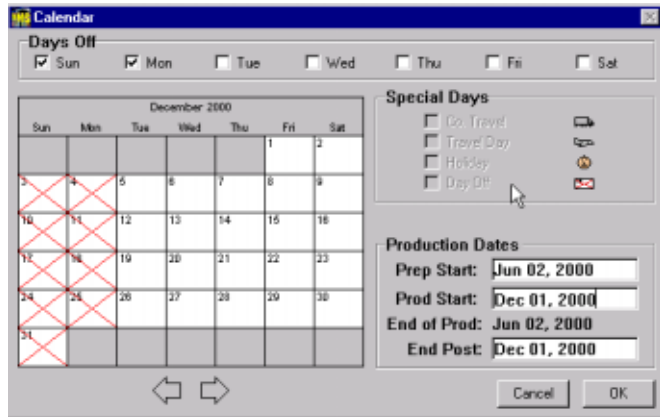 Calendar
Days Off
Sun Mon Tue Wed Thu Fri Sat
December 2000
Sun Mon Tue Wed Thu Fri Sat
1 2
3 4 5 6 7 8 9
10 11 12 13 14 15 16
17 18 19 20 21 22 23
24 25 26 27 28 29 30
31
Special Days
Co. Travel
Travel Day
Holiday
Day Off
Production Dates
Prep Start: Jun 02, 2000
Prod Start: Dec 01, 2000
End of Prod: Jun 02, 2000
End Post: Dec 01, 2000
Cancel OK